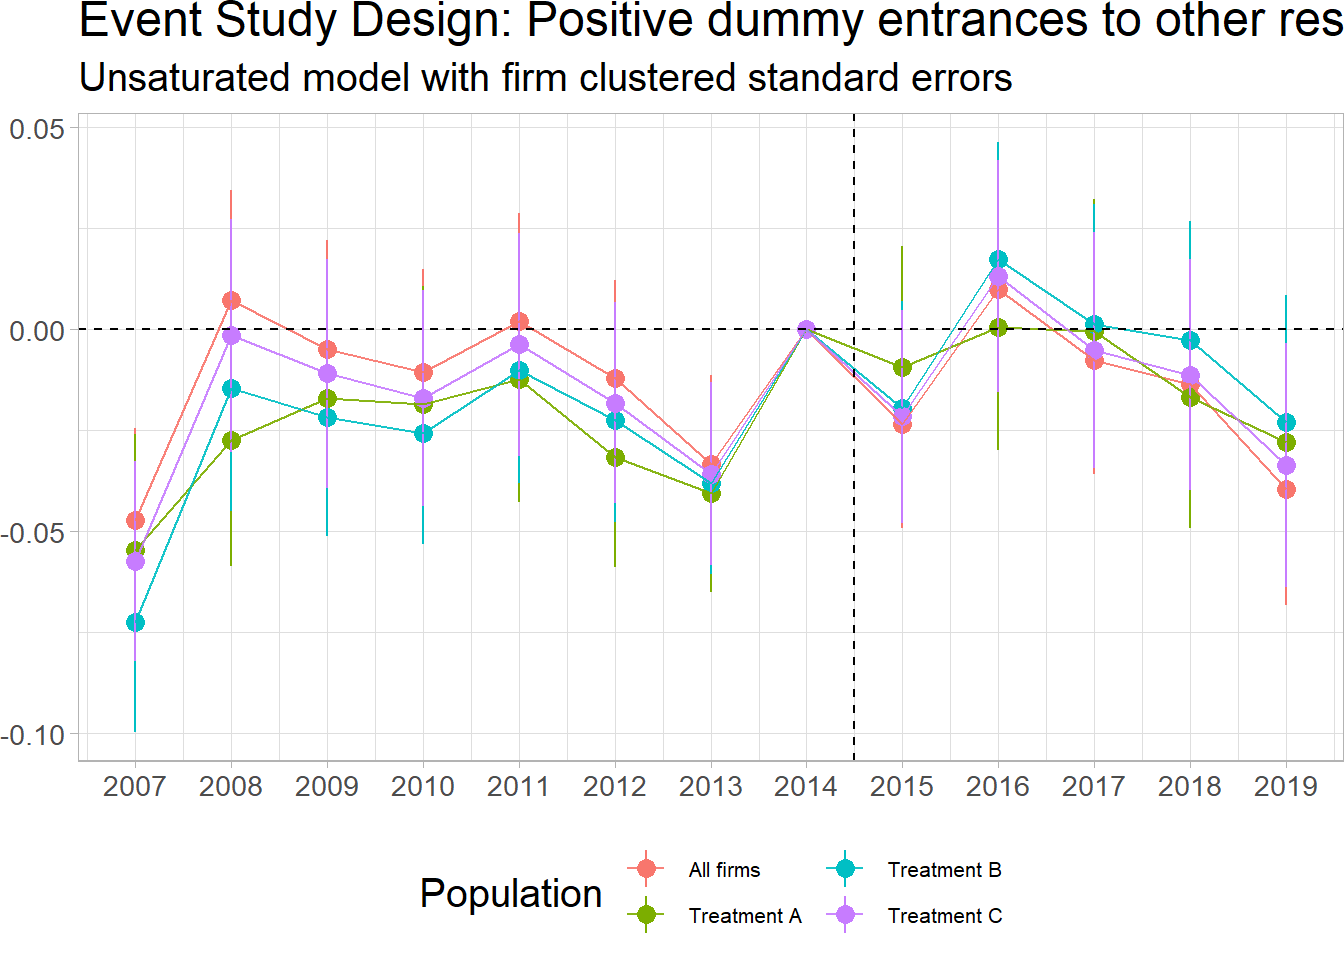 Event Study Design: Positive dummy entrances to other res
Unsaturated model with firm clustered standard errors
0.05
0.00
-0.05
-0.10
2007 2008 2009 2010 2011 2012 2013 2014 2015 2016 2017 2018 2019
Population
All firms
Treatment A
Treatment B
Treatment C